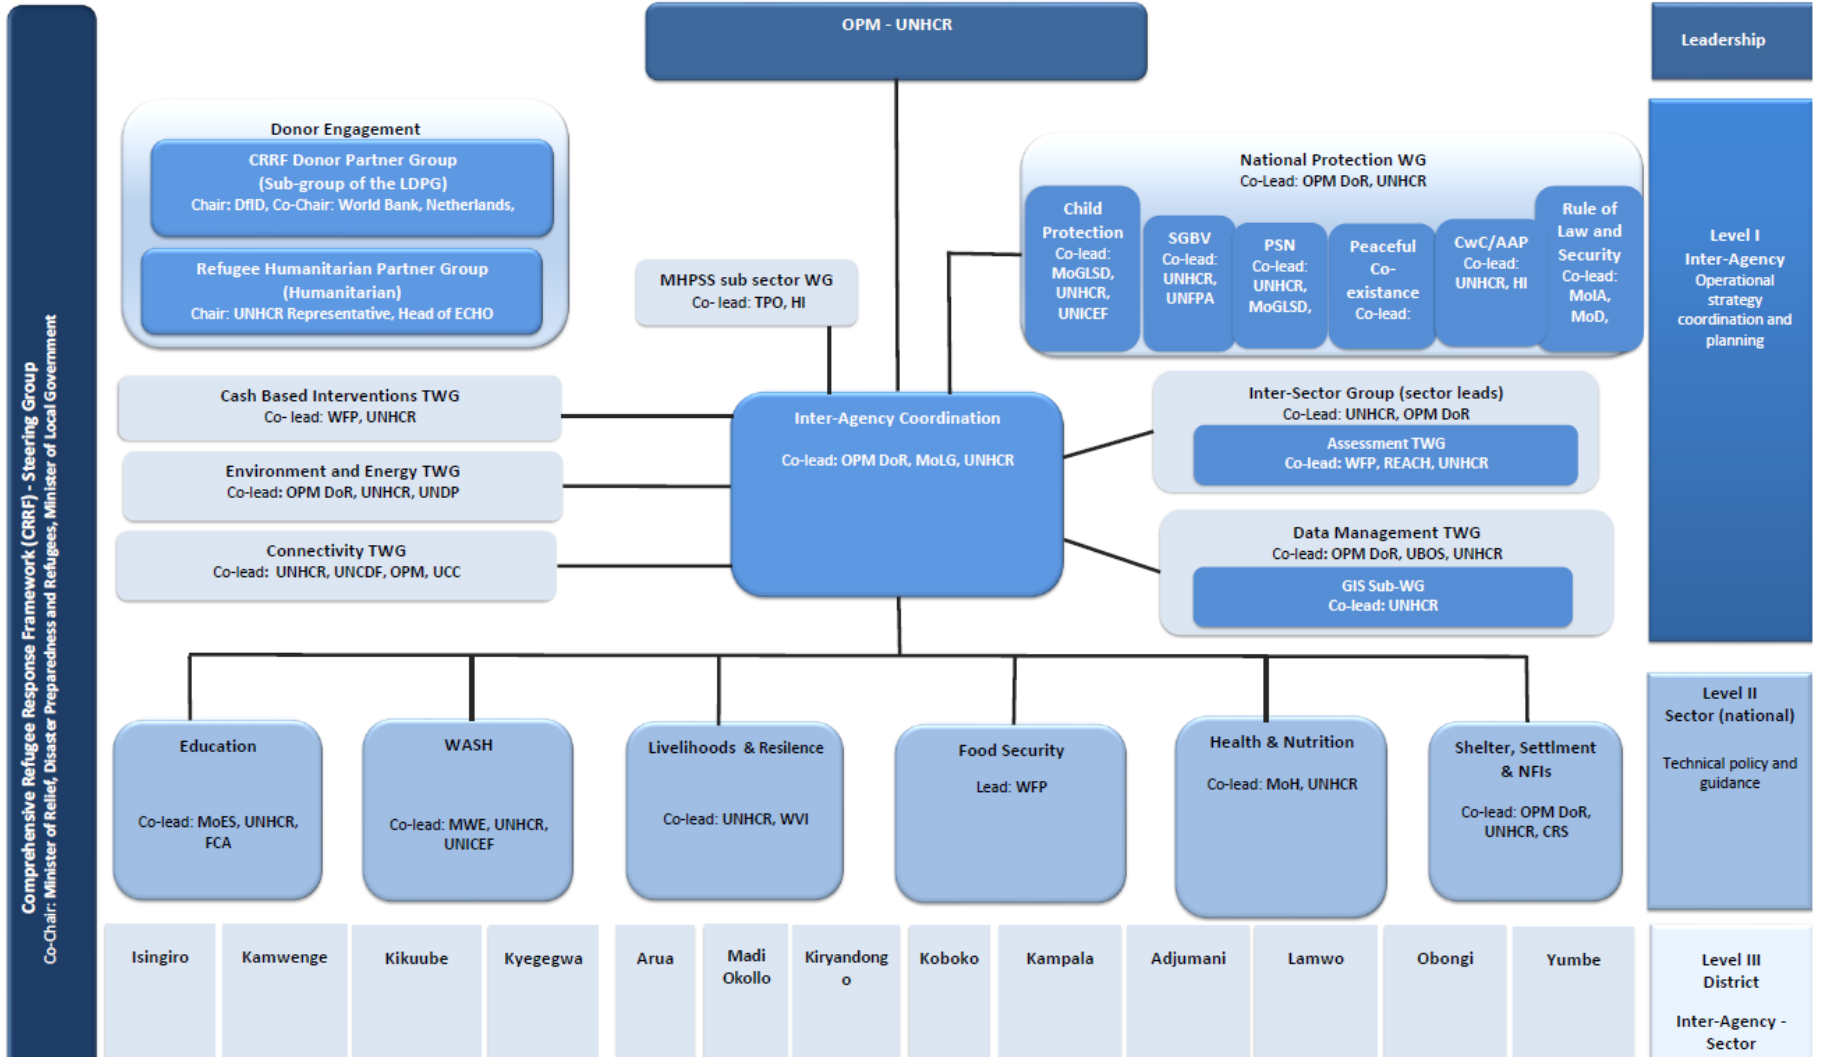 Comprehensive Refugee Response Framework (CRRF) - Steering Group
Co-Chair: Minister of Relief, Disaster Preparedness and Refugees, Minister of Local Government
OPM - UNHCR
Leadership
Donor Engagement
CRRF Donor Partner Group
(Sub-group of the LDPG)
Chair: DfID, Co-Chair: World Bank, Netherlands,
Refugee Humanitarian Partner Group
(Humanitarian)
Chair: UNHCR Representative, Head of ECHO
MHPSS sub sector WG
Co- lead: TPO, HI
National Protection WG
Co-Lead: OPM DoR, UNHCR
Child
Protection
Co-lead:
MoGLSD,
UNHCR,
UNICEF
SGBV
Co-lead:
UNHCR,
UNFPA
PSN
Co-lead:
UNHCR,
MoGLSD,
Peaceful
Co-
existance
Co-lead:
CwC/AAP
Co-lead:
UNHCR, HI
Rule of
Law and
Security
Co-lead:
MoIA,
MoD,
Level I
Inter-Agency
Operational
strategy
coordination and
planning
Cash Based Interventions TWG
Co- lead: WFP, UNHCR
Environment and Energy TWG
Co-lead: OPM DoR, UNHCR, UNDP
Connectivity TWG
Co-lead: UNHCR, UNCDF, OPM, UCC
Inter-Agency Coordination
Co-lead: OPM DoR, MoLG, UNHCR
Inter-Sector Group (sector leads)
Co-Lead: UNHCR, OPM DoR
Assessment TWG
Co-lead: WFP, REACH, UNHCR
Data Management TWG
Co-lead: OPM DoR, UBOS, UNHCR
GIS Sub-WG
Co-lead: UNHCR
Education
Co-lead: MoES, UNHCR,
FCA
WASH
Co-lead: MWE, UNHCR,
UNICEF
Livelihoods & Resilence
Co-lead: UNHCR, WVI
Food Security
Lead: WFP
Health & Nutrition
Co-lead: MoH, UNHCR
Shelter, Settlment
& NFIs
Co-lead: OPM DoR,
UNHCR, CRS
Level II
Sector (national)
Technical policy and
guidance
Isingiro
Kamwenge
Kikuube
Kyegegwa
Arua
Madi
Okollo
Kiryandong
o
Koboko
Kampala
Adjumani
Lamwo
Obongi
Yumbe
Level III
District
Inter-Agency -
Sector